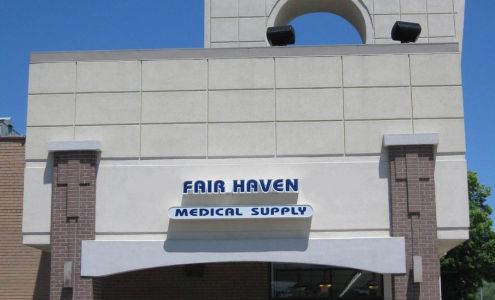 FAIR HAVEN
MEDICAL SUPPLY